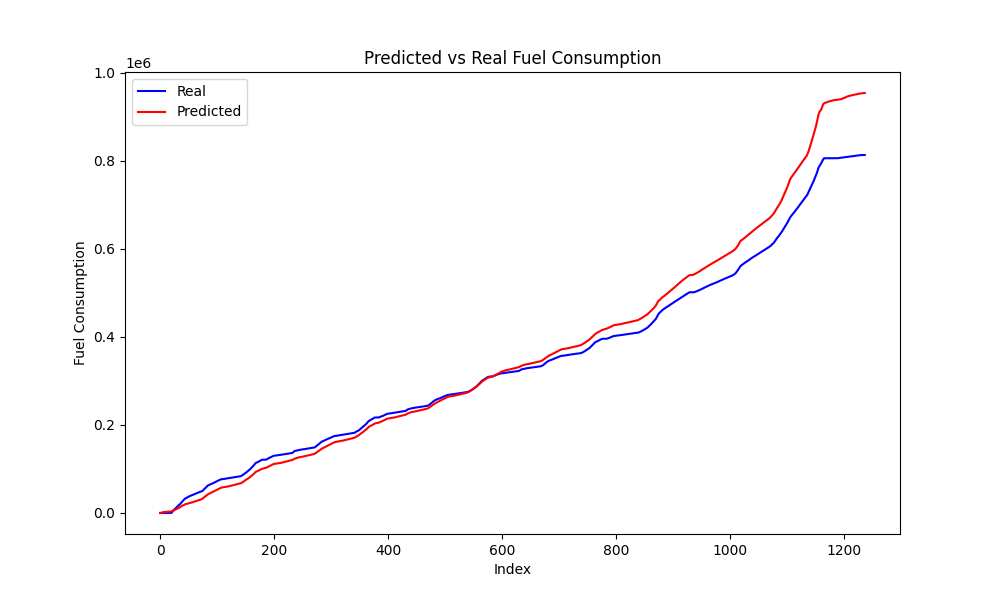 Predicted vs Real Fuel Consumption
1e6
Real
Predicted
1.0
0.8
0.6
0.4
0.2
0.0
Fuel Consumption
0 200 400 600 800 1000 1200
Index